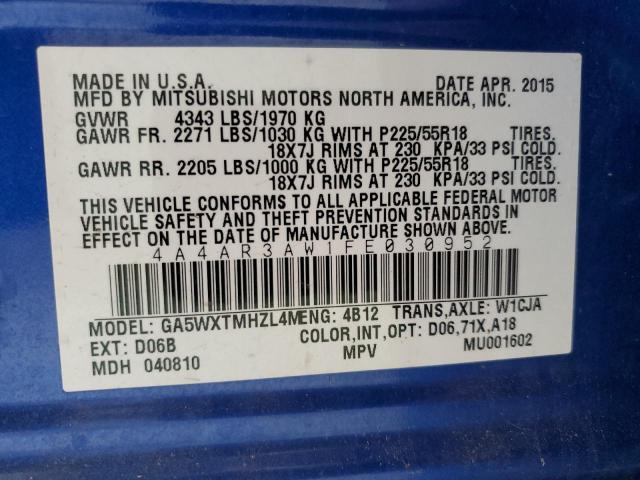 MADE IN U.S.A. DATE APR. 2015
MFD BY MITSUBISHI MOTORS NORTH AMERICA, INC.
GVWR 4343 LBS/1970 KG
GAWR FR. 2271 LBS/1030 KG WITH P225/55R18 TIRES.
18X7J RIMS AT 230 KPA/33 PSI COLD.
GAWR RR. 2205 LBS/1000 KG WITH P225/55R18 TIRES.
18X7J RIMS AT 230 KPA/33 PSI COLD.
THIS VEHICLE CONFORMS TO ALL APPLICABLE FEDERAL MOTOR
VEHICLE SAFETY AND THEFT PREVENTION STANDARDS IN
EFFECT ON THE DATE OF MANUFACTURE SHOWN ABOVE.
4A4AR3AW1FE030952
MODEL: GA5WXTMHZL4MENG: 4B12 TRANS,AXLE: W1CJA
EXT: D06B COLOR,INT,OPT: D06,71X,A18
MDH 040810 MPV MU001602